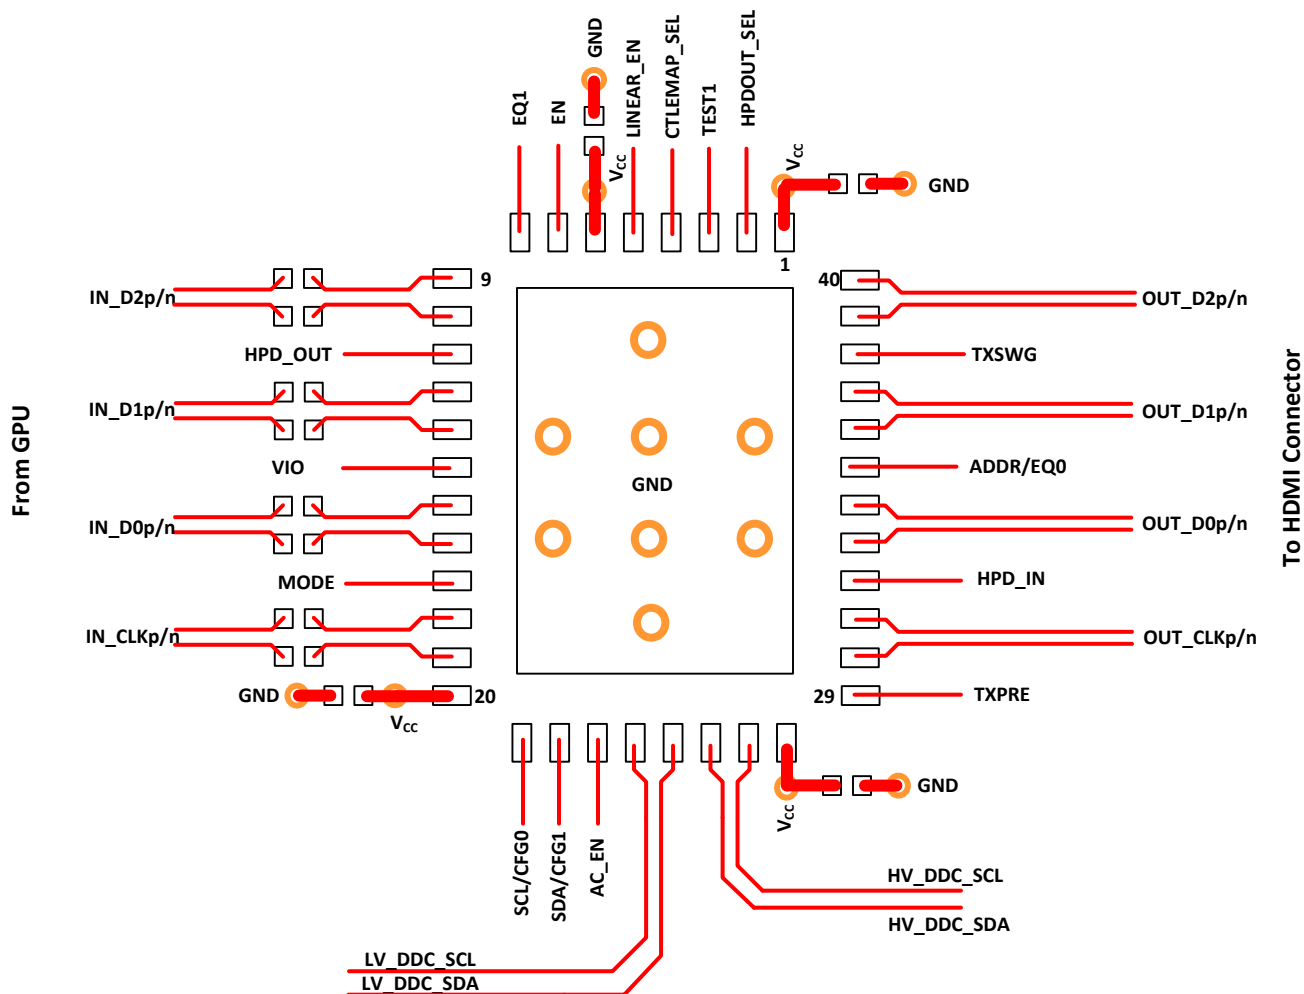 GND
EQ1
EN
LINEAR_EN
CTLEMAP_SEL
TEST1
HPDOUT_SEL
VCC
VCC
GND
1
9
40
IN_D2p/n
OUT_D2p/n
HPD_OUT
TXSWG
IN_D1p/n
OUT_D1p/n
From GPU
To HDMI Connector
VIO
ADDR/EQ0
GND
IN_D0p/n
OUT_D0p/n
MODE
HPD_IN
IN_CLKp/n
OUT_CLKp/n
GND
20
29
TXPRE
VCC
GND
VCC
SCL/CFG0
SDA/CFG1
AC_EN
HV_DDC_SCL
HV_DDC_SDA
LV_DDC_SCL
LV_DDC_SDA